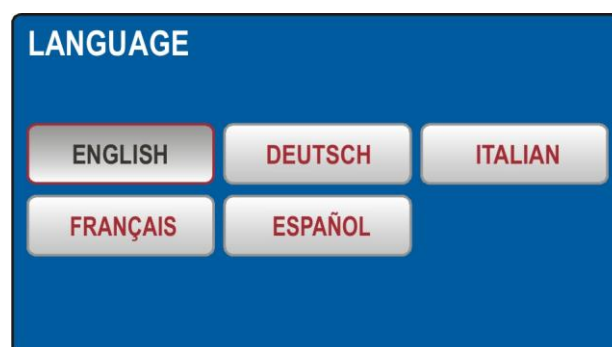 LANGUAGE
ENGLISH DEUTSCH ITALIAN
FRANÇAIS ESPAÑOL